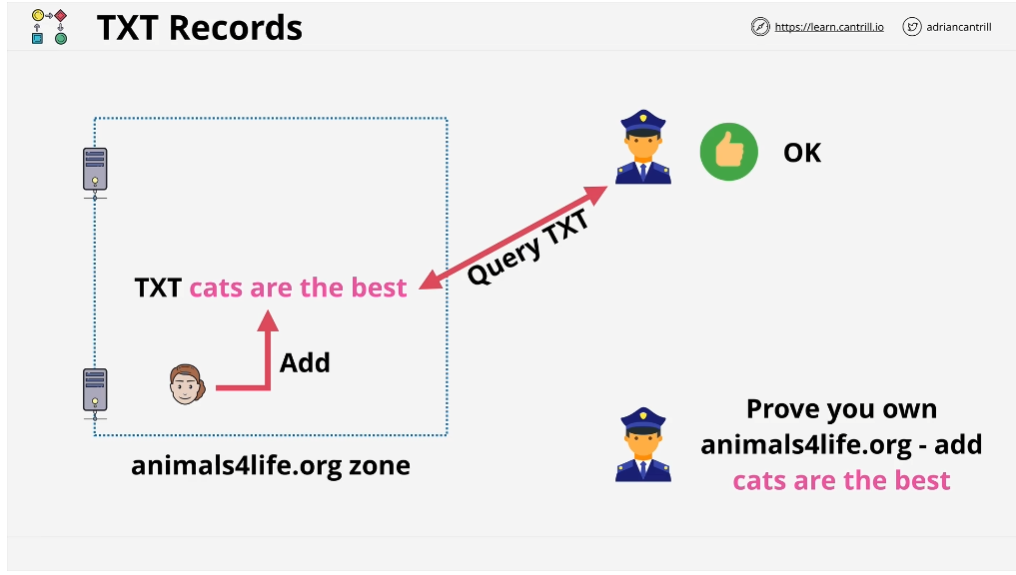 TXT Records
https://learn.cantrill.io
adriancantrill
OK
Query TXT
TXT cats are the best
Add
animals4life.org zone
Prove you own
animals4life.org - add
cats are the best